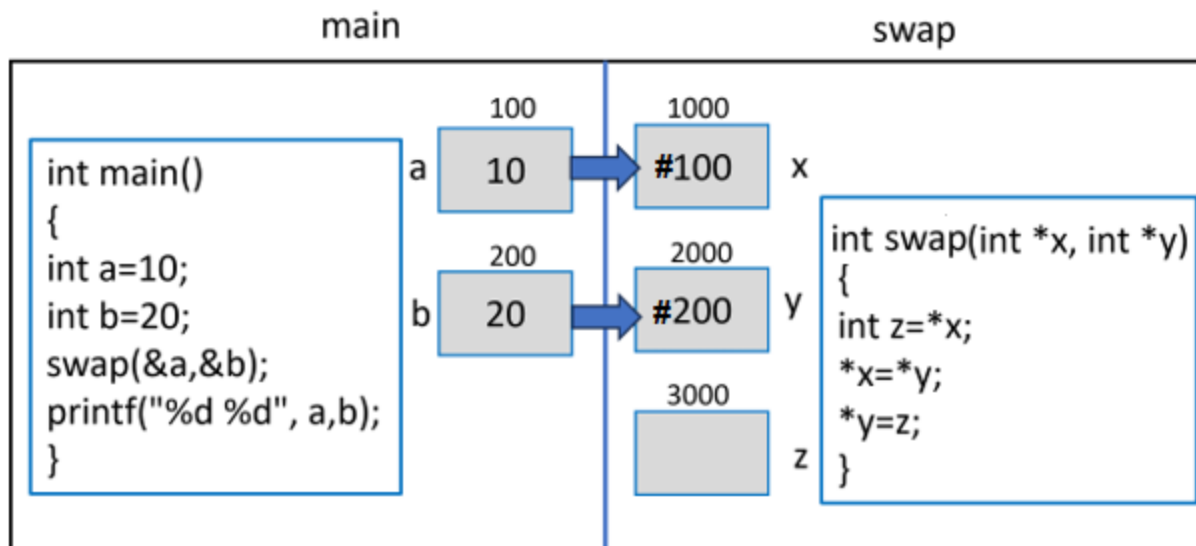 main
swap
int main()
{
int a=10;
int b=20;
swap(&a,&b);
printf("%d %d", a,b);
}
100
a
10
200
b
20
1000
#100
x
2000
#200
y
3000
z
int swap(int *x, int *y)
{
int z=*x;
*x=*y;
*y=z;
}